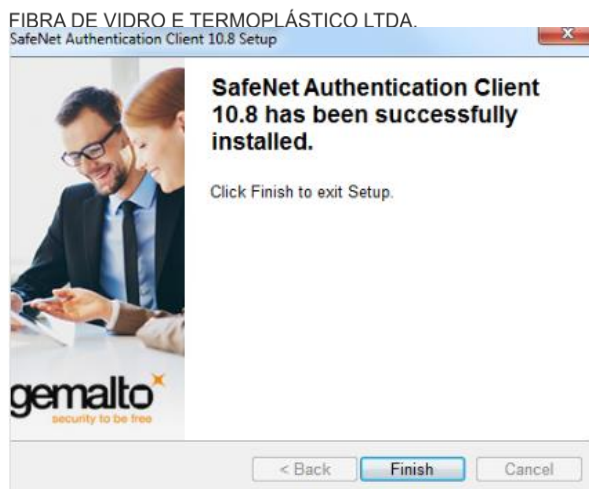 FIBRA DE VIDRO E TERMOPLÁSTICO LTDA.
SafeNet Authentication Client 10.8 Setup
x
SafeNet Authentication Client
10.8 has been successfully
installed.
Click Finish to exit Setup.
gemalto
security to be free
< Back
Finish
Cancel